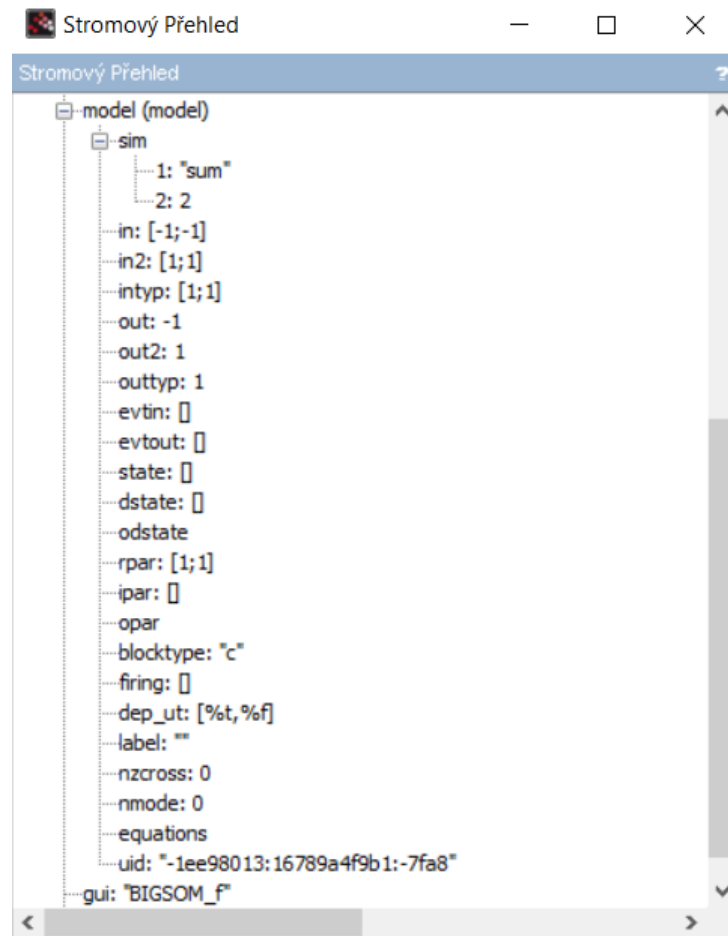 Stromový Přehled
Stromový Přehled ?
model (model)
sim
1: "sum"
2: 2
in: [-1;-1]
in2: [1;1]
intyp: [1;1]
out: -1
out2: 1
outtyp: 1
evtin: []
evtout: []
state: []
dstate: []
odstate
rpar: [1;1]
ipar: []
opar
blocktype: "c"
firing: []
dep_ut: [%t,%f]
label: ""
nzcross: 0
nmode: 0
equations
uid: "-1ee98013:16789a4f9b1:-7fa8"
gui: "BIGSOM_f"